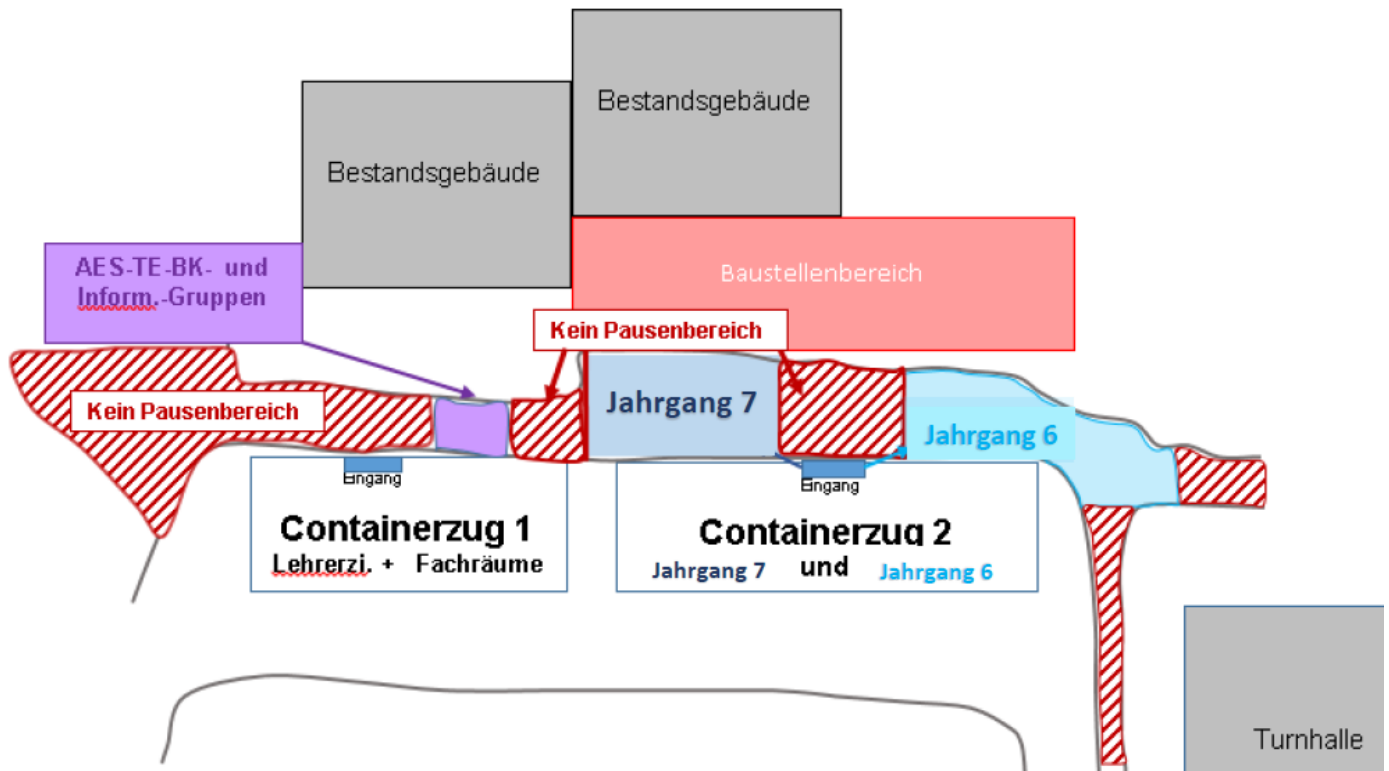 Bestandsgebäude
Bestandsgebäude
AES-TE-BK- und
Inform.-Gruppen
Baustellenbereich
Kein Pausenbereich
Kein Pausenbereich
Jahrgang 7
Jahrgang 6
Eingang
Eingang
Containerzug 1
Lehrerzi. + Fachräume
Containerzug 2
Jahrgang 7 und Jahrgang 6
Turnhalle